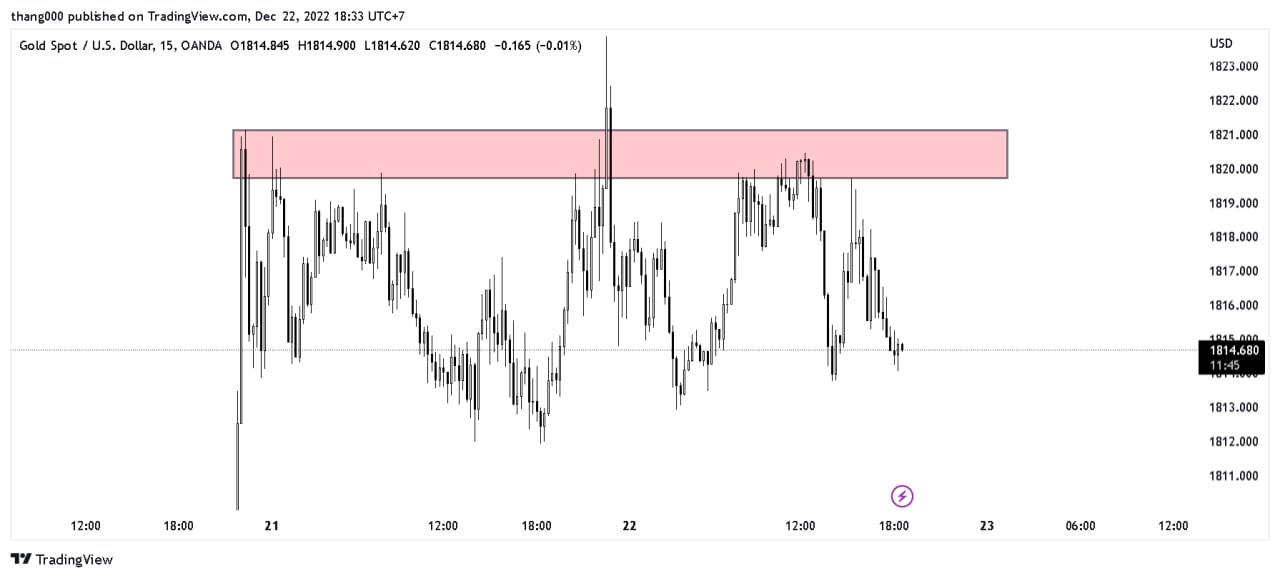 thang000 published on TradingView.com, Dec 22, 2022 18:33 UTC+7
Gold Spot / U.S. Dollar, 15, OANDA O1814.845 H1814.900 L1814.620 C1814.680 −0.165 (−0.01%)
USD
1823.000
1822.000
1821.000
1820.000
1819.000
1818.000
1817.000
1816.000
1815.000
1814.680
11:45
1813.000
1812.000
1811.000
12:00 18:00 21 12:00 18:00 22 12:00 18:00 23 06:00 12:00
TradingView